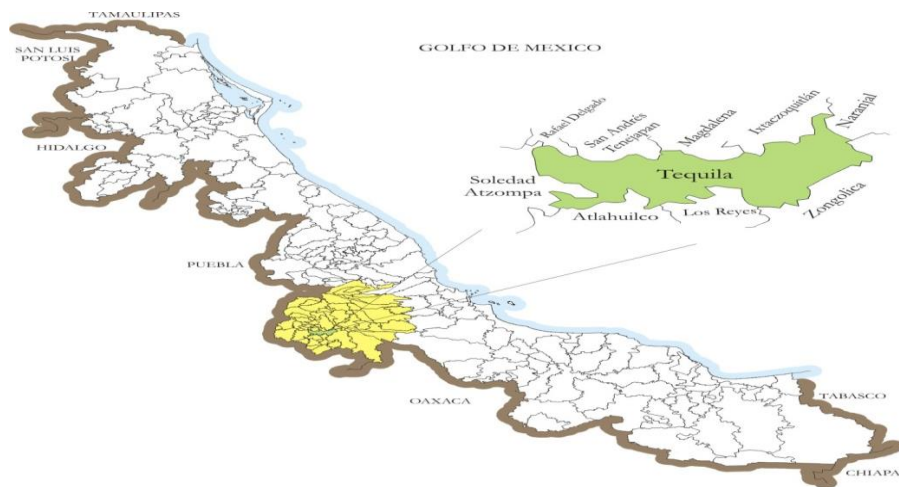 TAMAULIPAS
SAN LUIS
POTOSI
GOLFO DE MEXICO
HIDALGO
Rafael Delgado
San Andrés
Tenejapan
Magdalena
Ixtaczoquitlán
Naranjal
Soledad
Atzompa
Tequila
Atlahuilco
Los Reyes
Zongolica
PUEBLA
OAXACA
TABASCO
CHIAPA